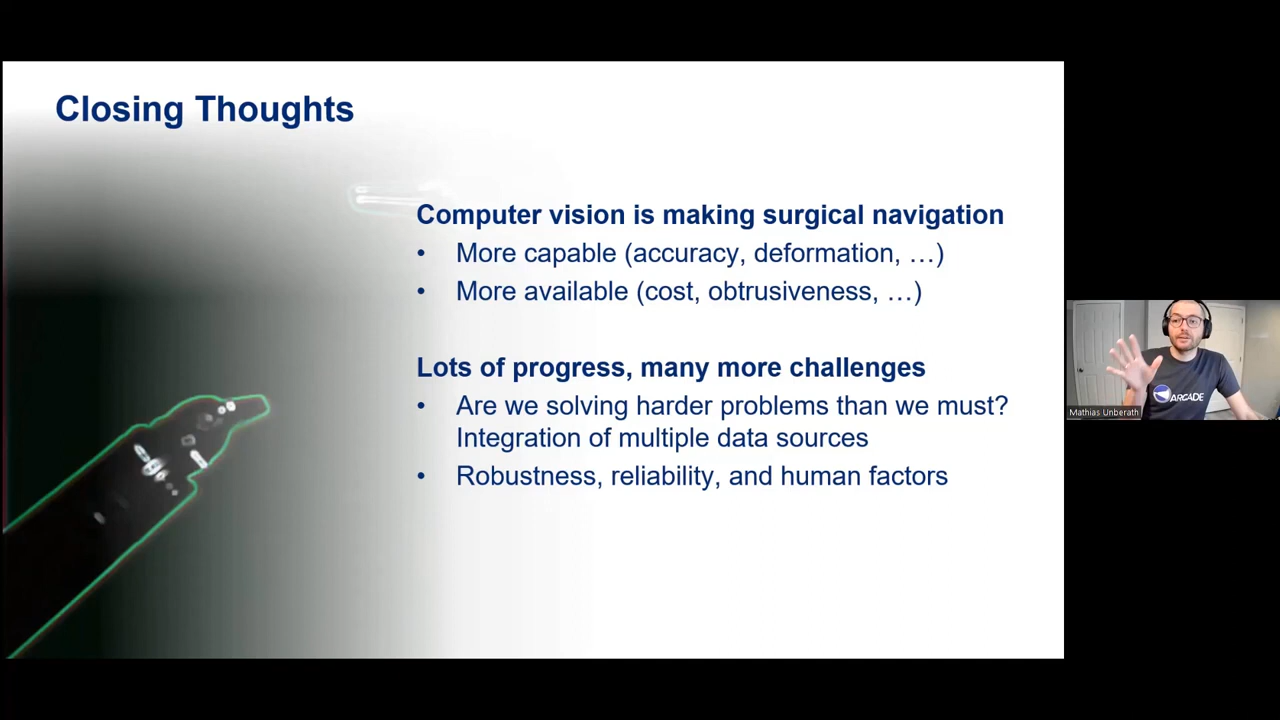 Closing Thoughts
Computer vision is making surgical navigation
• More capable (accuracy, deformation, …)
• More available (cost, obtrusiveness, …)
Lots of progress, many more challenges
• Are we solving harder problems than we must?
Integration of multiple data sources
• Robustness, reliability, and human factors
ARCADE
Mathias Unberath